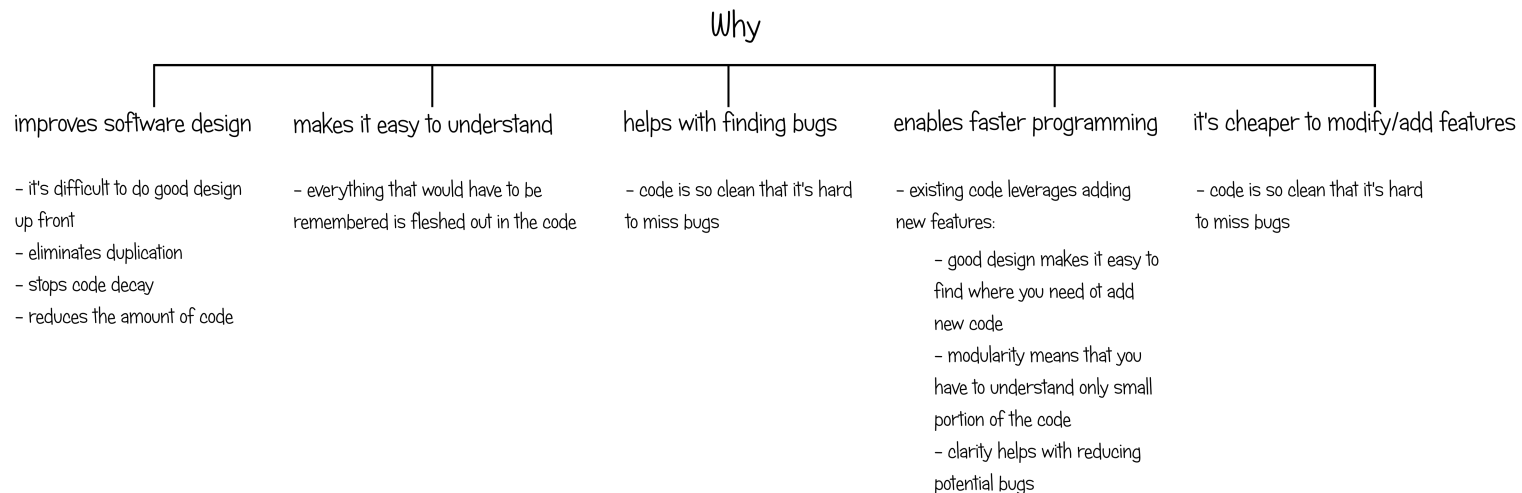 Why
improves software design
- it's difficult to do good design
up front
- eliminates duplication
- stops code decay
- reduces the amount of code
makes it easy to understand
- everything that would have to be
remembered is fleshed out in the code
helps with finding bugs
- code is so clean that it's hard
to miss bugs
enables faster programming
- existing code leverages adding
new features:
- good design makes it easy to
find where you need ot add
new code
- modularity means that you
have to understand only small
portion of the code
- clarity helps with reducing
potential bugs
it's cheaper to modify/add features
- code is so clean that it's hard
to miss bugs